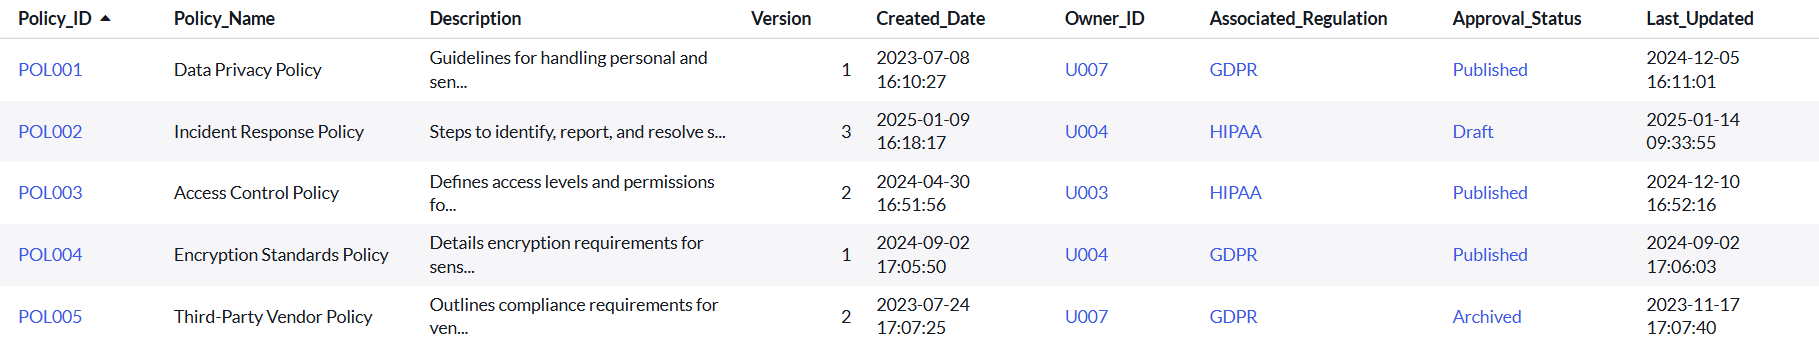 Policy_ID Policy_Name Description Version Created_Date Owner_ID Associated_Regulation Approval_Status Last_Updated
POL001 Data Privacy Policy Guidelines for handling personal and sen... 1 2023-07-08 16:10:27 U007 GDPR Published 2024-12-05 16:11:01
POL002 Incident Response Policy Steps to identify, report, and resolve s... 3 2025-01-09 16:18:17 U004 HIPAA Draft 2025-01-14 09:33:55
POL003 Access Control Policy Defines access levels and permissions fo... 2 2024-04-30 16:51:56 U003 HIPAA Published 2024-12-10 16:52:16
POL004 Encryption Standards Policy Details encryption requirements for sens... 1 2024-09-02 17:05:50 U004 GDPR Published 2024-09-02 17:06:03
POL005 Third-Party Vendor Policy Outlines compliance requirements for ven... 2 2023-07-24 17:07:25 U007 GDPR Archived 2023-11-17 17:07:40